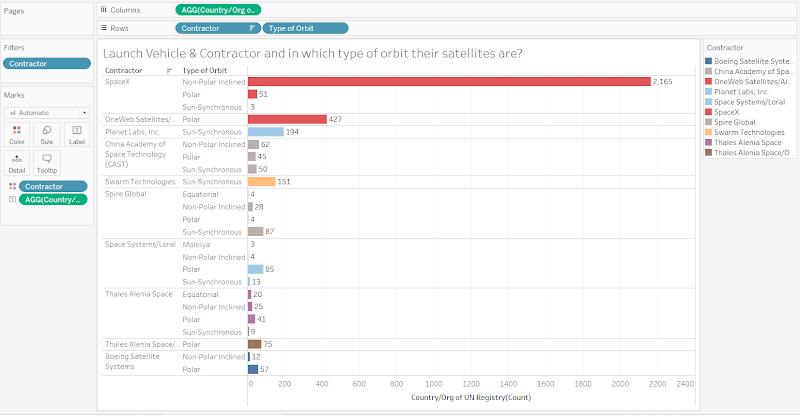 Pages
Columns
AGG(Country/Org o..
Rows
Contractor
Type of Orbit
Filters
Contractor
Marks
Automatic
Color
Size
Label
Detail
Tooltip
Contractor
AGG(Country/...
Launch Vehicle & Contractor and in which type of orbit their satellites are?
Contractor
Type of Orbit
SpaceX
Non-Polar Inclined
2,165
Polar
51
Sun-Synchronous
3
OneWeb Satellites/..
Polar
427
Planet Labs, Inc.
Sun-Synchronous
194
China Academy of
Space Technology
(CAST)
Non-Polar Inclined
62
Polar
45
Sun-Synchronous
50
Swarm Technologies
Sun-Synchronous
151
Spire Global
Equatorial
4
Non-Polar Inclined
28
Polar
4
Sun-Synchronous
87
Space Systems/Loral
Molniya
3
Non-Polar Inclined
4
Polar
85
Sun-Synchronous
13
Thales Alenia Space
Equatorial
20
Non-Polar Inclined
25
Polar
41
Sun-Synchronous
9
Thales Alenia Space/..
Polar
75
Boeing Satellite
Systems
Non-Polar Inclined
12
Polar
57
0 200 400 600 800 1000 1200 1400 1600 1800 2000 2200 2400
Country/Org of UN Registry(Count)
Contractor
Boeing Satellite Syste..
China Academy of Spa..
OneWeb Satellites/Ai..
Planet Labs, Inc.
Space Systems/Loral
SpaceX
Spire Global
Swarm Technologies
Thales Alenia Space
Thales Alenia Space/O..